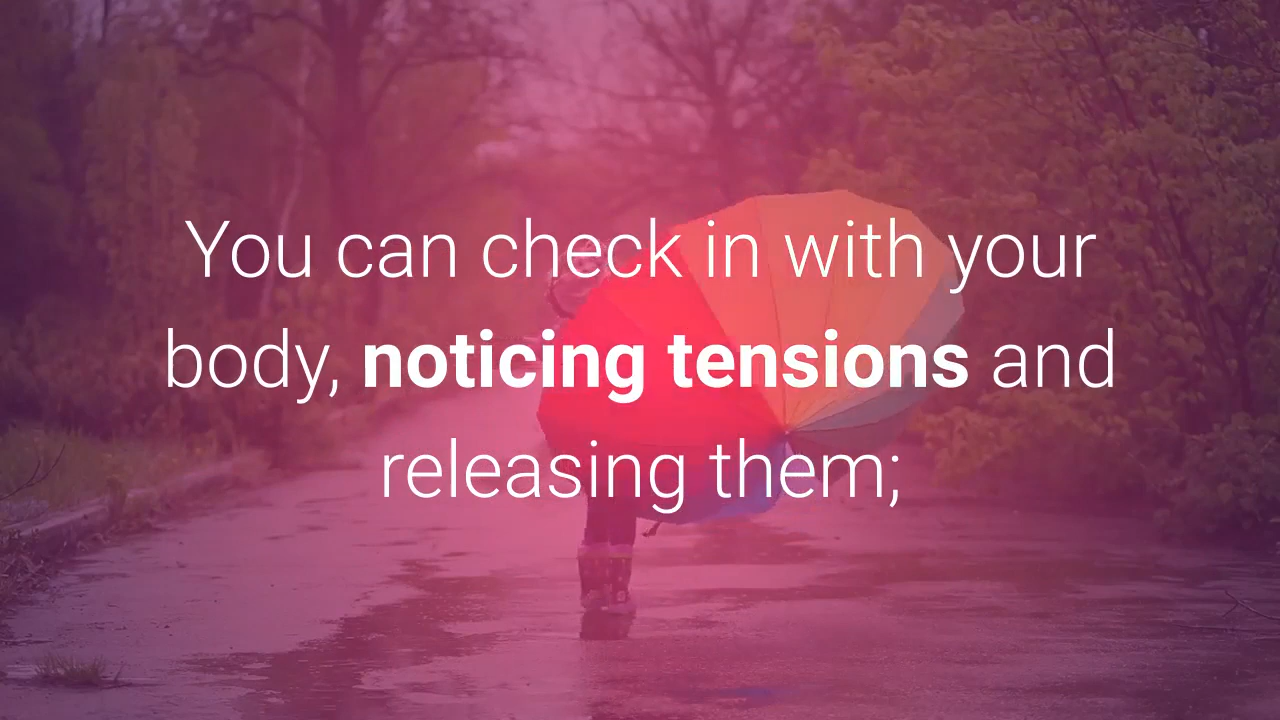 You can check in with your
body, noticing tensions and
releasing them;